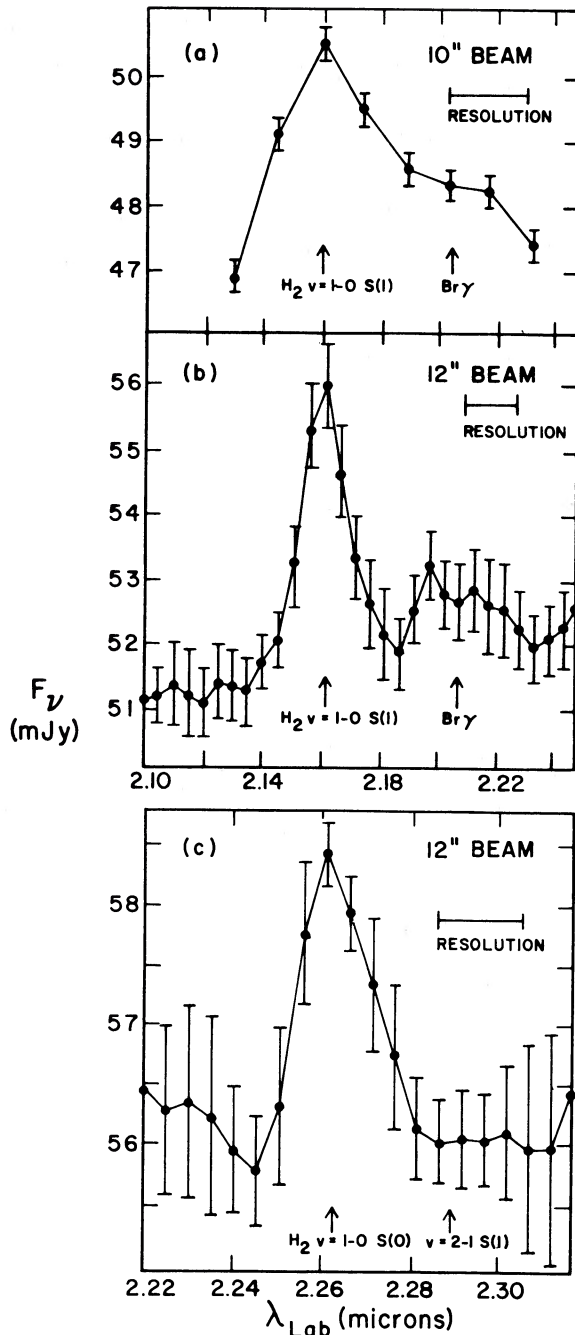 (a)
10" BEAM
RESOLUTION
50
49
48
47
H2 v = 1-0 S(1)
Brγ
(b)
12" BEAM
RESOLUTION
56
55
54
53
52
51
H2 v = 1-0 S(1)
Brγ
Fν
(mJy)
2.10
2.14
2.18
2.22
(c)
12" BEAM
RESOLUTION
58
57
56
H2 v = 1-0 S(0)
v = 2-1 S(1)
2.22
2.24
2.26
2.28
2.30
λLab (microns)